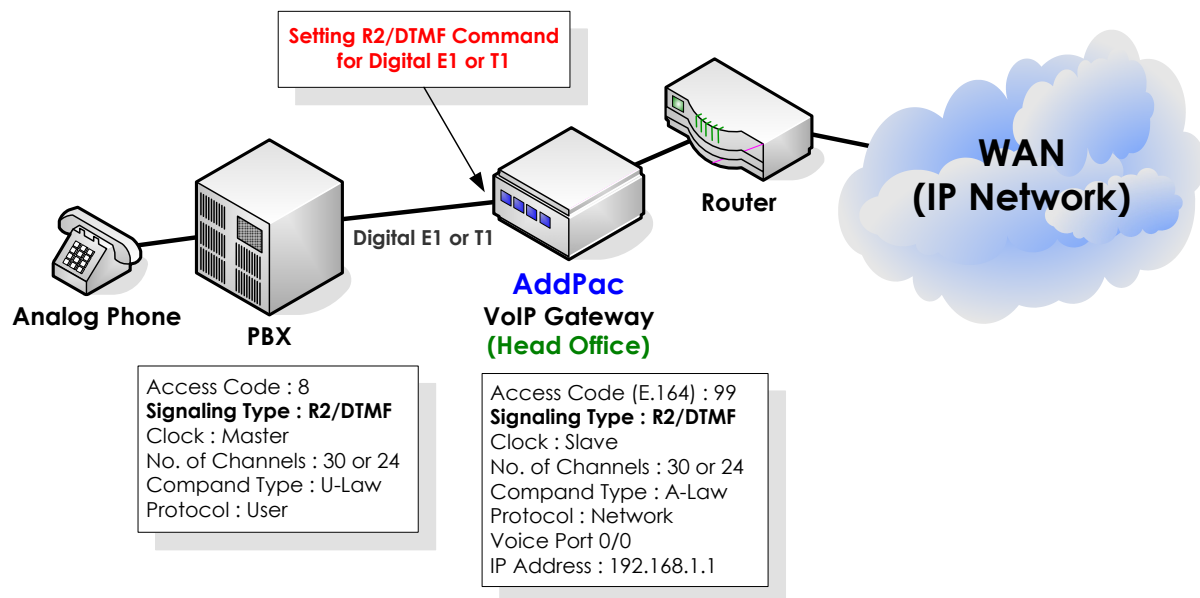 Setting R2/DTMF Command
for Digital E1 or T1
WAN
(IP Network)
Router
Digital E1 or T1
Analog Phone
PBX
AddPac
VoIP Gateway
(Head Office)
Access Code : 8
Signaling Type : R2/DTMF
Clock : Master
No. of Channels : 30 or 24
Compand Type : U-Law
Protocol : User
Access Code (E.164) : 99
Signaling Type : R2/DTMF
Clock : Slave
No. of Channels : 30 or 24
Compand Type : A-Law
Protocol : Network
Voice Port 0/0
IP Address : 192.168.1.1